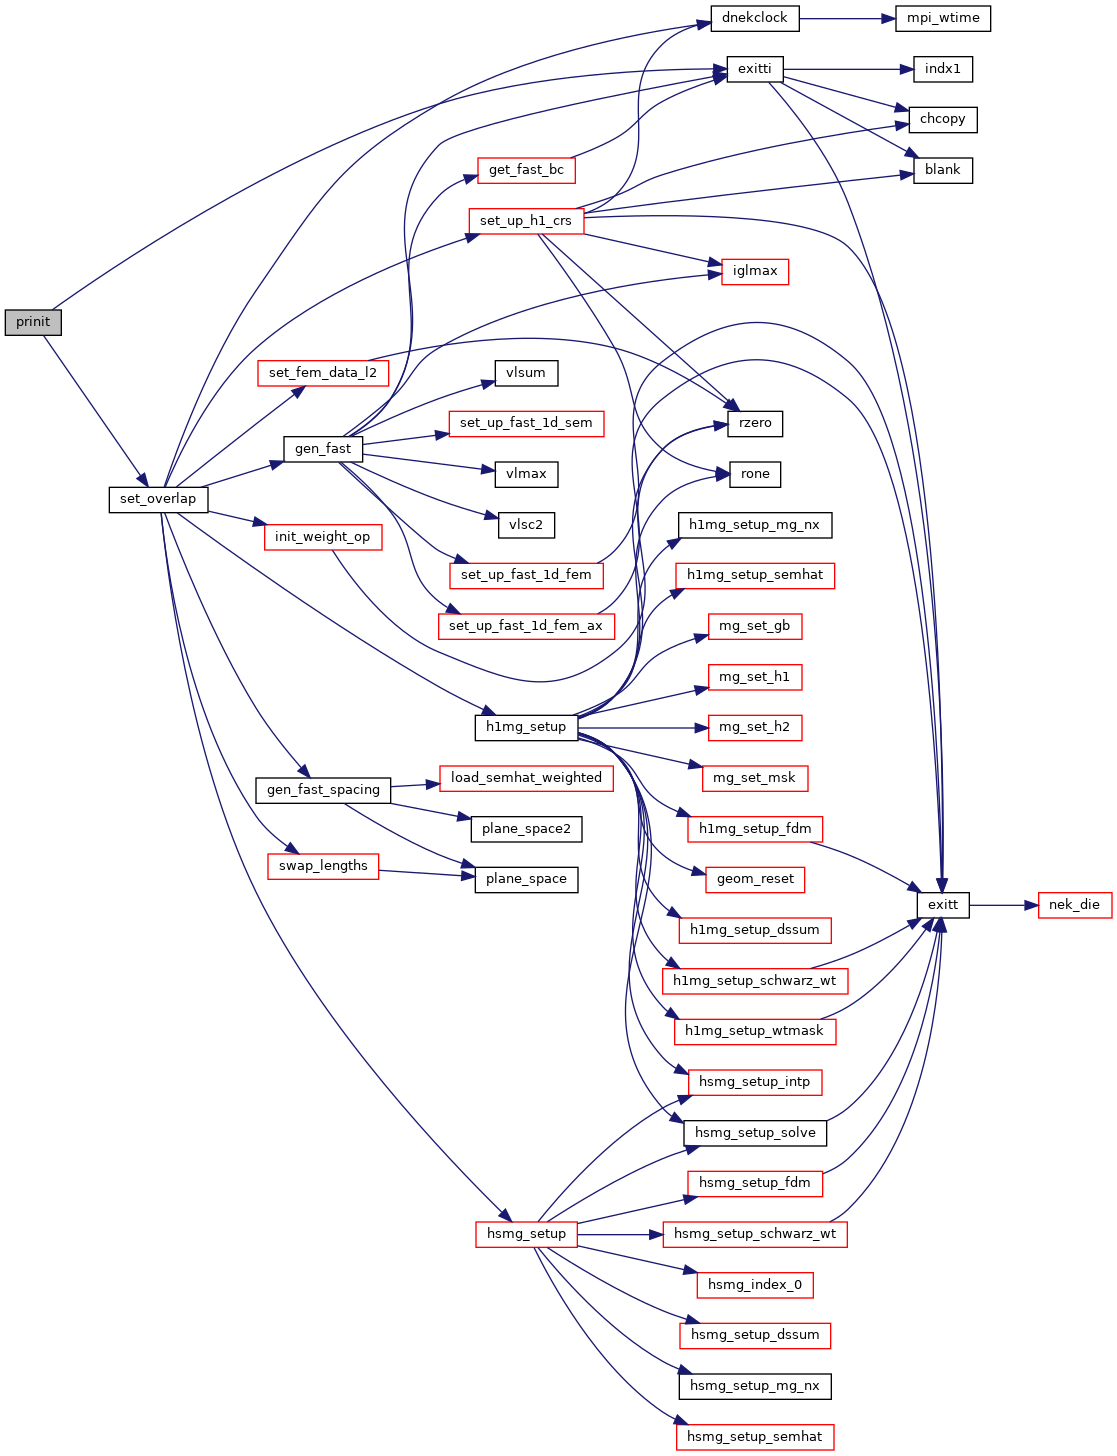 dnekclock
mpi_wtime
exitti
indx1
chcopy
get_fast_bc
blank
set_up_h1_crs
iglmax
prinit
set_fem_data_l2
vlsum
set_up_fast_1d_sem
rzero
gen_fast
vlmax
rone
set_overlap
vlsc2
h1mg_setup_mg_nx
init_weight_op
set_up_fast_1d_fem
h1mg_setup_semhat
set_up_fast_1d_fem_ax
mg_set_gb
mg_set_h1
h1mg_setup
mg_set_h2
load_semhat_weighted
mg_set_msk
gen_fast_spacing
plane_space2
h1mg_setup_fdm
swap_lengths
plane_space
geom_reset
exitt
nek_die
h1mg_setup_dssum
h1mg_setup_schwarz_wt
h1mg_setup_wtmask
hsmg_setup_intp
hsmg_setup_solve
hsmg_setup_fdm
hsmg_setup
hsmg_setup_schwarz_wt
hsmg_index_0
hsmg_setup_dssum
hsmg_setup_mg_nx
hsmg_setup_semhat